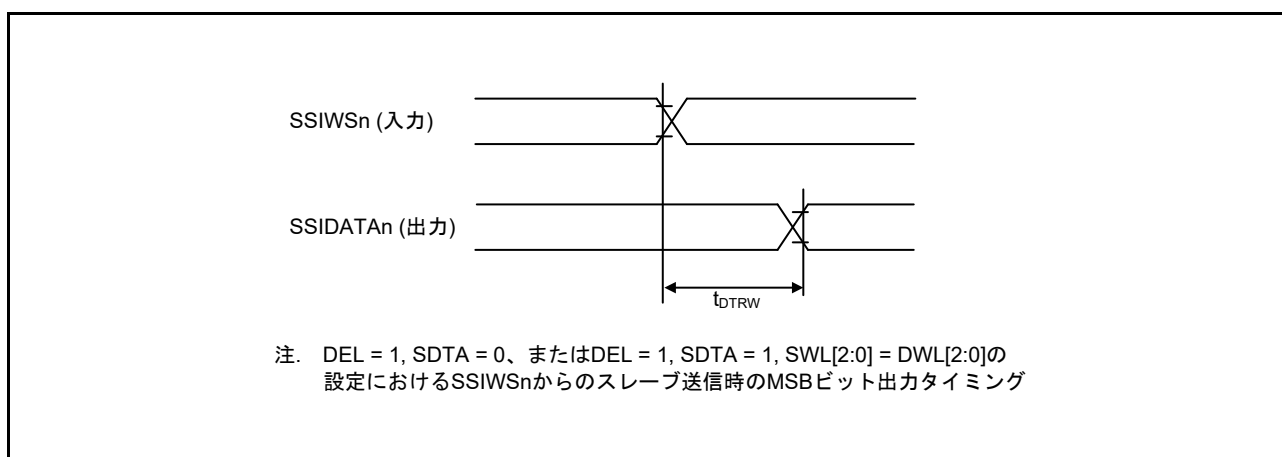 SSIWSn (入力)
SSIDATAn (出力)
tDTRW
注. DEL = 1, SDTA = 0、またはDEL = 1, SDTA = 1, SWL[2:0] = DWL[2:0]の
設定におけるSSIWSnからのスレーブ送信時のMSBビット出力タイミング